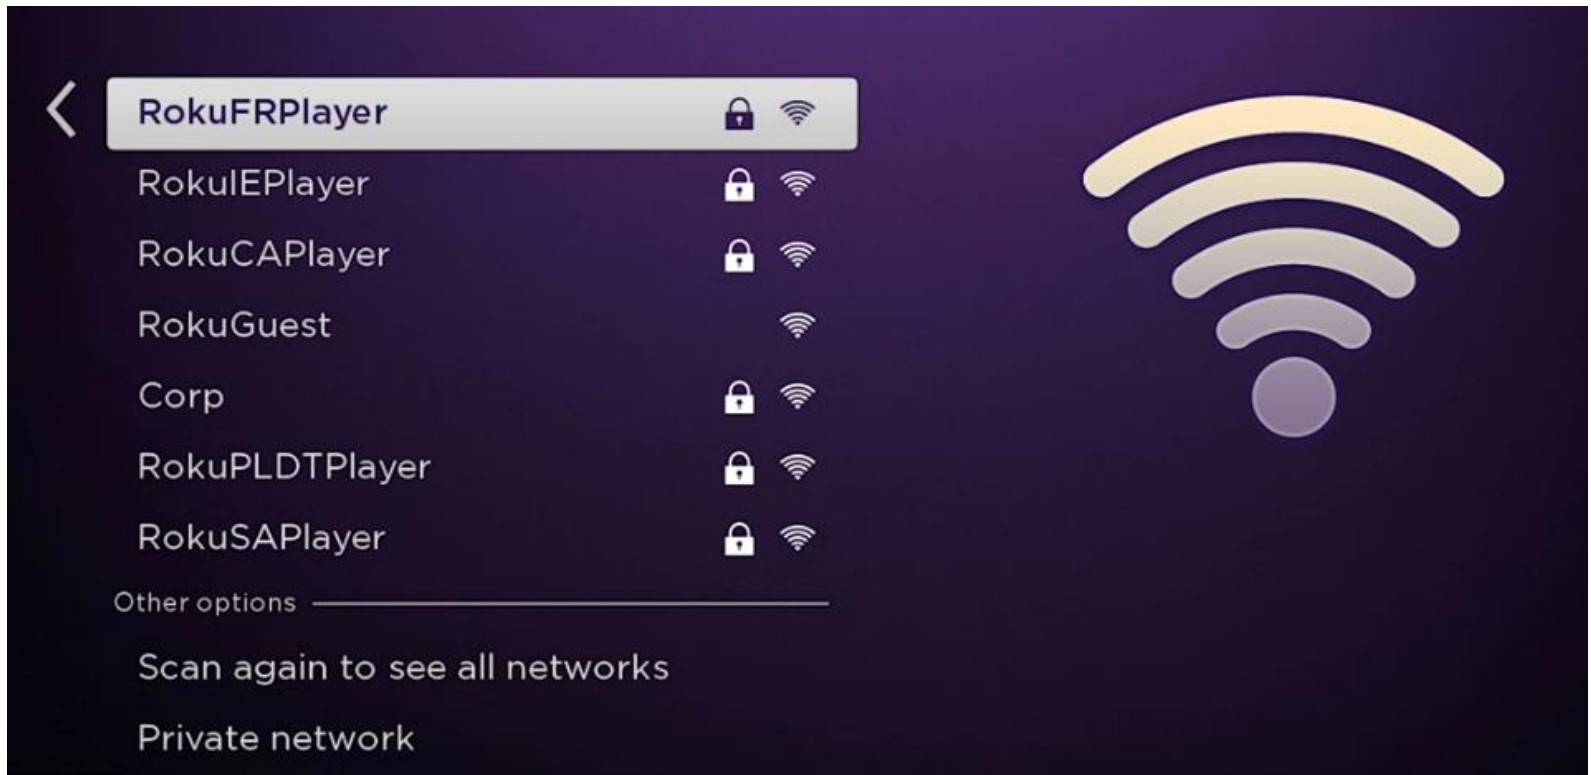 RokuFRPlayer
RokuIEPlayer
RokuCAPlayer
RokuGuest
Corp
RokuPLDTPlayer
RokuSAPlayer
Other options
Scan again to see all networks
Private network